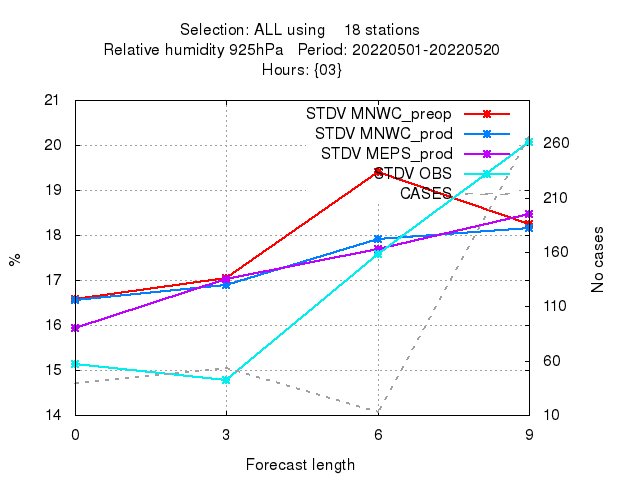 Selection: ALL using 18 stations
Relative humidity 925hPa Period: 20220501-20220520
Hours: {03}
21
20
19
18
17
16
15
14
%
STDV MNWC_preop
STDV MNWC_prod
STDV MEPS_prod
STDV OBS
CASES
260
210
160
110
60
10
No cases
0 3 6 9
Forecast length